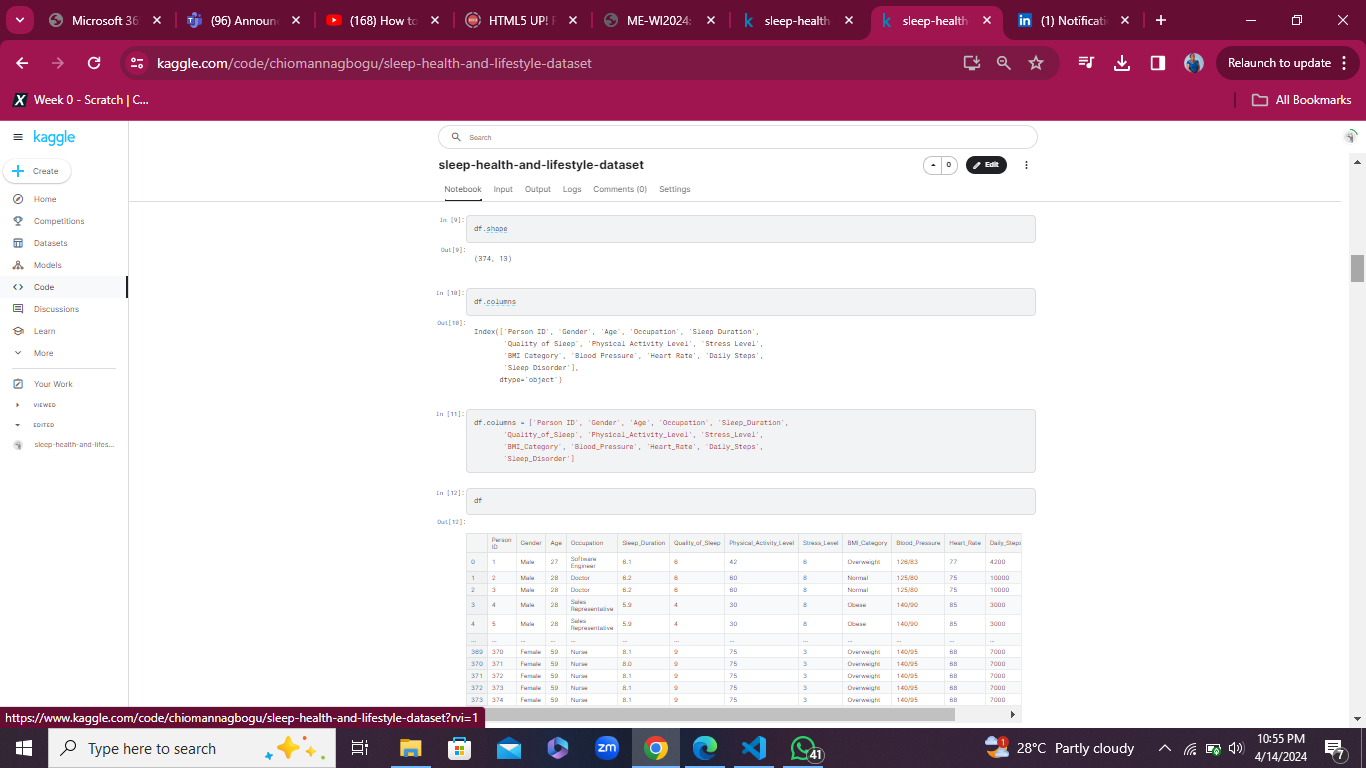 Microsoft 36
(96) Announ
(168) How to
HTML5 UP!
ME-WI2024:
sleep-health
sleep-health
(1) Notificati
kaggle.com/code/chiomannagbogu/sleep-health-and-lifestyle-dataset
Relaunch to update
Week 0 - Scratch | C...
All Bookmarks
kaggle
Search
Create
sleep-health-and-lifestyle-dataset
0
Edit
Notebook Input Output Logs Comments (0) Settings
Home
Competitions
Datasets
Models
Code
Discussions
Learn
More
Your Work
VIEWED
EDITED
sleep-health-and-lifes...
In [9]:
df.shape
Out[9]:
(374, 13)
In [10]:
df.columns
Out[10]:
Index(['Person ID', 'Gender', 'Age', 'Occupation', 'Sleep Duration',
'Quality of Sleep', 'Physical Activity Level', 'Stress Level',
'BMI Category', 'Blood Pressure', 'Heart Rate', 'Daily Steps',
'Sleep Disorder'],
dtype='object')
In [11]:
df.columns = ['Person ID', 'Gender', 'Age', 'Occupation', 'Sleep_Duration',
'Quality_of_Sleep', 'Physical_Activity_Level', 'Stress_Level',
'BMI_Category', 'Blood_Pressure', 'Heart_Rate', 'Daily_Steps',
'Sleep_Disorder']
In [12]:
df
Out[12]:
Person ID Gender Age Occupation Sleep_Duration Quality_of_Sleep Physical_Activity_Level Stress_Level BMI_Category Blood_Pressure Heart_Rate Daily_Steps
0 1 Male 27 Software Engineer 6.1 6 42 6 Overweight 126/83 77 4200
1 2 Male 28 Doctor 6.2 6 60 8 Normal 125/80 75 10000
2 3 Male 28 Doctor 6.2 6 60 8 Normal 125/80 75 10000
3 4 Male 28 Sales Representative 5.9 4 30 8 Obese 140/90 85 3000
4 5 Male 28 Sales Representative 5.9 4 30 8 Obese 140/90 85 3000
... ... ... ... ... ... ... ... ... ... ... ... ...
369 370 Female 59 Nurse 8.1 9 75 3 Overweight 140/95 68 7000
370 371 Female 59 Nurse 8.0 9 75 3 Overweight 140/95 68 7000
371 372 Female 59 Nurse 8.1 9 75 3 Overweight 140/95 68 7000
372 373 Female 59 Nurse 8.1 9 75 3 Overweight 140/95 68 7000
373 374 Female 59 Nurse 8.1 9 75 3 Overweight 140/95 68 7000
https://www.kaggle.com/code/chiomannagbogu/sleep-health-and-lifestyle-dataset?rvi=1
Type here to search
zm
41
1
28°C Partly cloudy
10:55 PM
4/14/2024
7